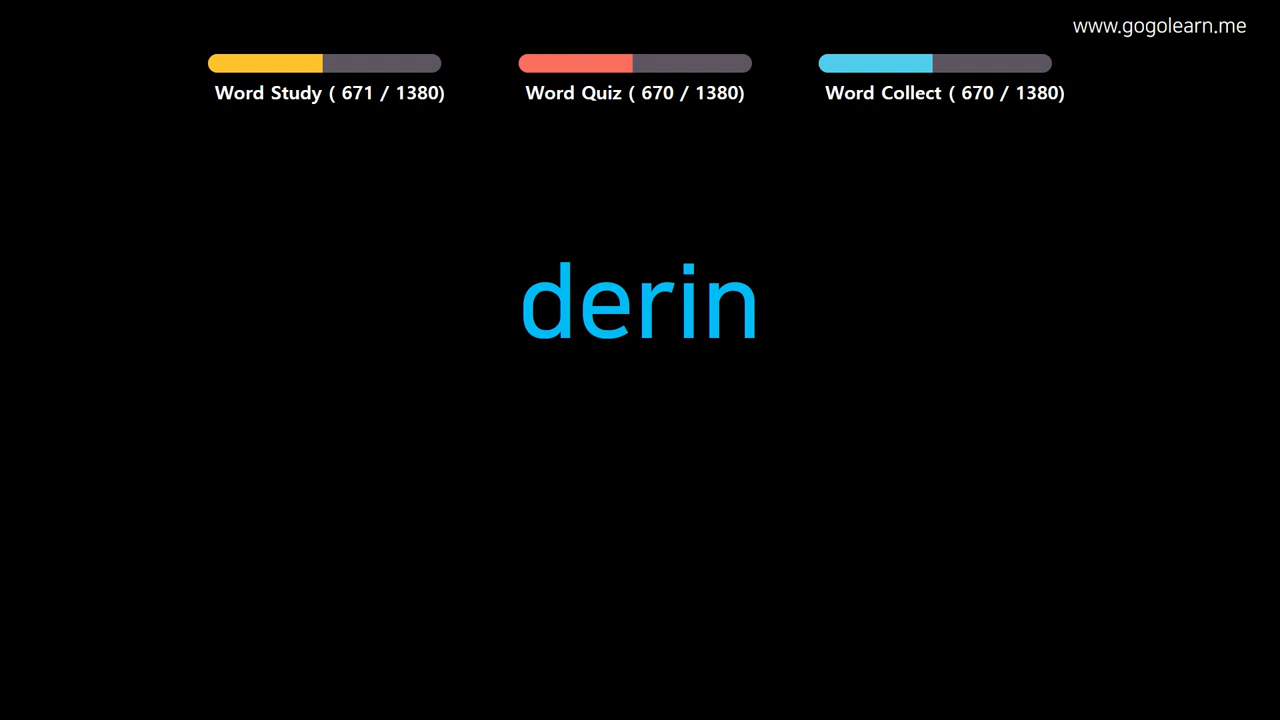 www.gogolearn.me
Word Study ( 671 / 1380)
Word Quiz ( 670 / 1380)
Word Collect ( 670 / 1380)
derin